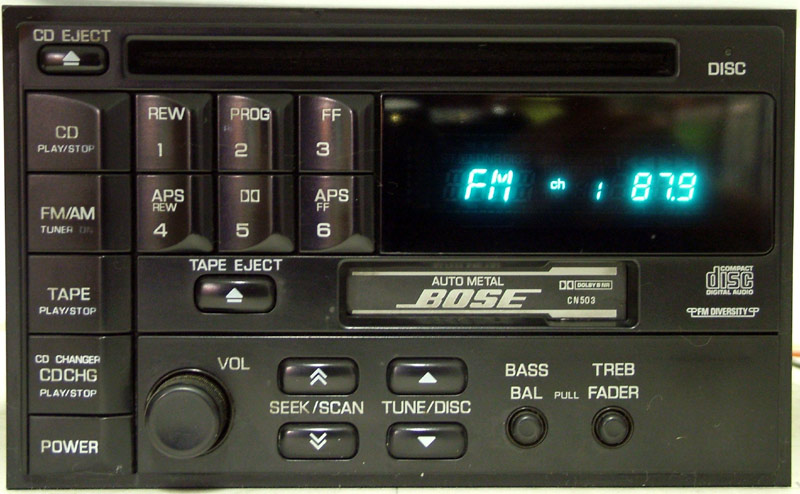 CD EJECT
DISC
CD
PLAY/STOP
REW
1
PROG
2
FF
3
FM/AM
TUNER ON
APS
REW
4
5
APS
FF
6
FM ch 1 87.9
TAPE
PLAY/STOP
TAPE EJECT
AUTO METAL
BOSE
DOLBY B NR
CN503
COMPACT
disc
DIGITAL AUDIO
FM DIVERSITY
CD CHANGER
CDCHG
PLAY/STOP
POWER
VOL
SEEK/SCAN
TUNE/DISC
BASS
BAL
PULL
TREB
FADER